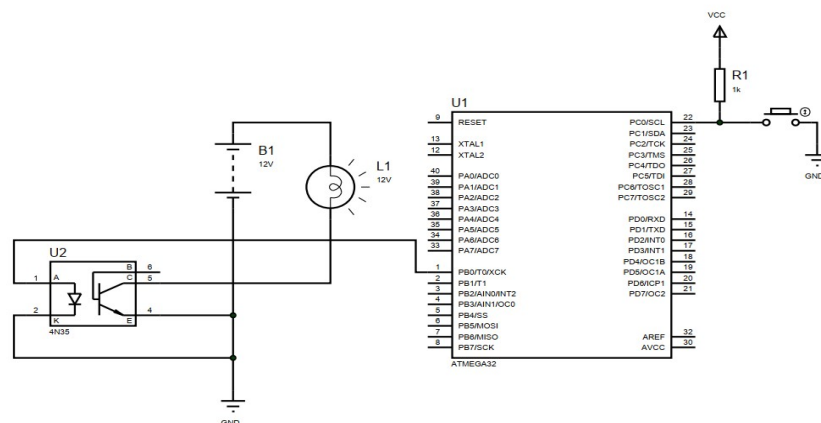 VCC
R1
1k
GND
B1
12V
L1
12V
U2
1 A
2 K
B 6
C 5
E 4
4N35
GND
U1
9 RESET
13 XTAL1
12 XTAL2
40 PA0/ADC0
39 PA1/ADC1
38 PA2/ADC2
37 PA3/ADC3
36 PA4/ADC4
35 PA5/ADC5
34 PA6/ADC6
33 PA7/ADC7
1 PB0/T0/XCK
2 PB1/T1
3 PB2/AIN0/INT2
4 PB3/AIN1/OC0
5 PB4/SS
6 PB5/MOSI
7 PB6/MISO
8 PB7/SCK
PC0/SCL 22
PC1/SDA 23
PC2/TCK 24
PC3/TMS 25
PC4/TDO 26
PC5/TDI 27
PC6/TOSC1 28
PC7/TOSC2 29
PD0/RXD 14
PD1/TXD 15
PD2/INT0 16
PD3/INT1 17
PD4/OC1B 18
PD5/OC1A 19
PD6/ICP1 20
PD7/OC2 21
AREF 32
AVCC 30
ATMEGA32